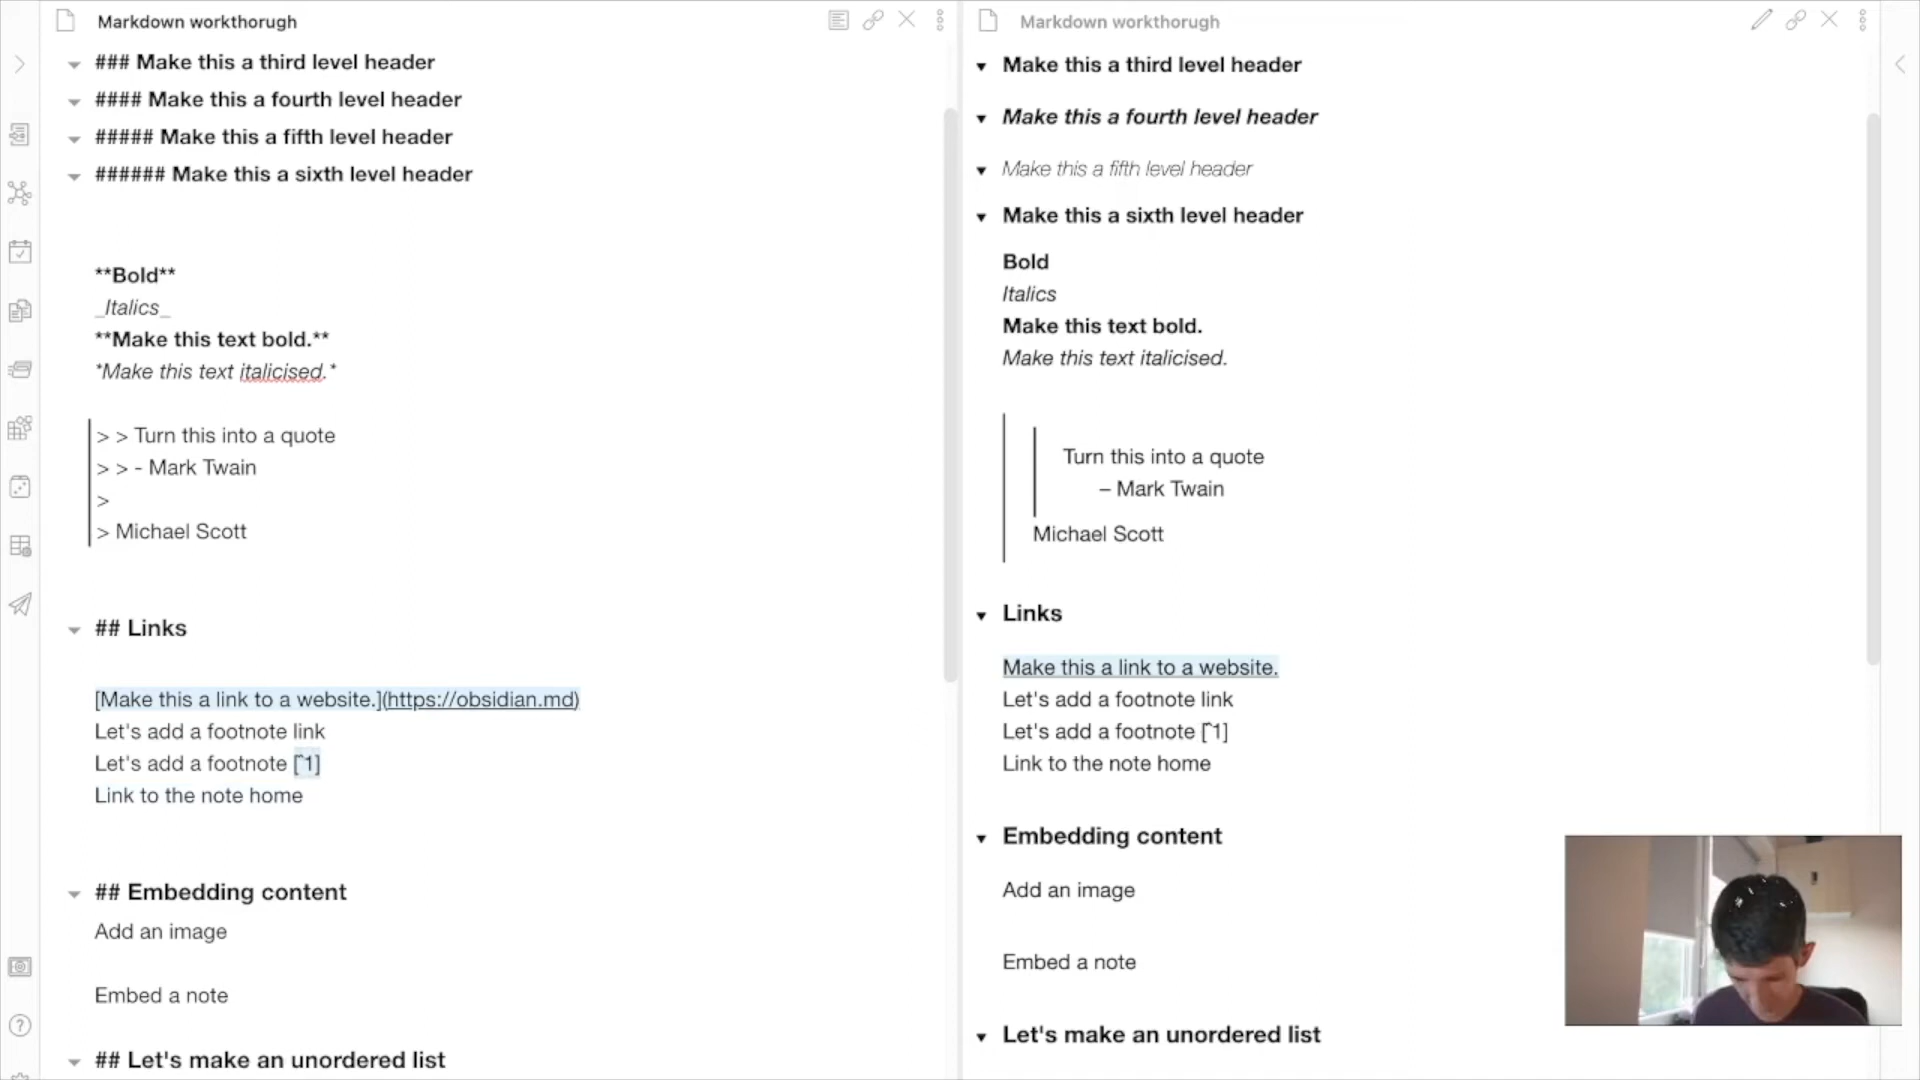 Markdown workthorugh
### Make this a third level header
#### Make this a fourth level header
##### Make this a fifth level header
###### Make this a sixth level header
**Bold**
_Italics_
**Make this text bold.**
*Make this text italicised.*
> > Turn this into a quote
> > - Mark Twain
>
> Michael Scott
## Links
[Make this a link to a website.](https://obsidian.md)
Let's add a footnote link
Let's add a footnote [^1]
Link to the note home
## Embedding content
Add an image
Embed a note
## Let's make an unordered list
Markdown workthorugh
Make this a third level header
Make this a fourth level header
Make this a fifth level header
Make this a sixth level header
Bold
Italics
Make this text bold.
Make this text italicised.
Turn this into a quote
– Mark Twain
Michael Scott
Links
Make this a link to a website.
Let's add a footnote link
Let's add a footnote [^1]
Link to the note home
Embedding content
Add an image
Embed a note
Let's make an unordered list